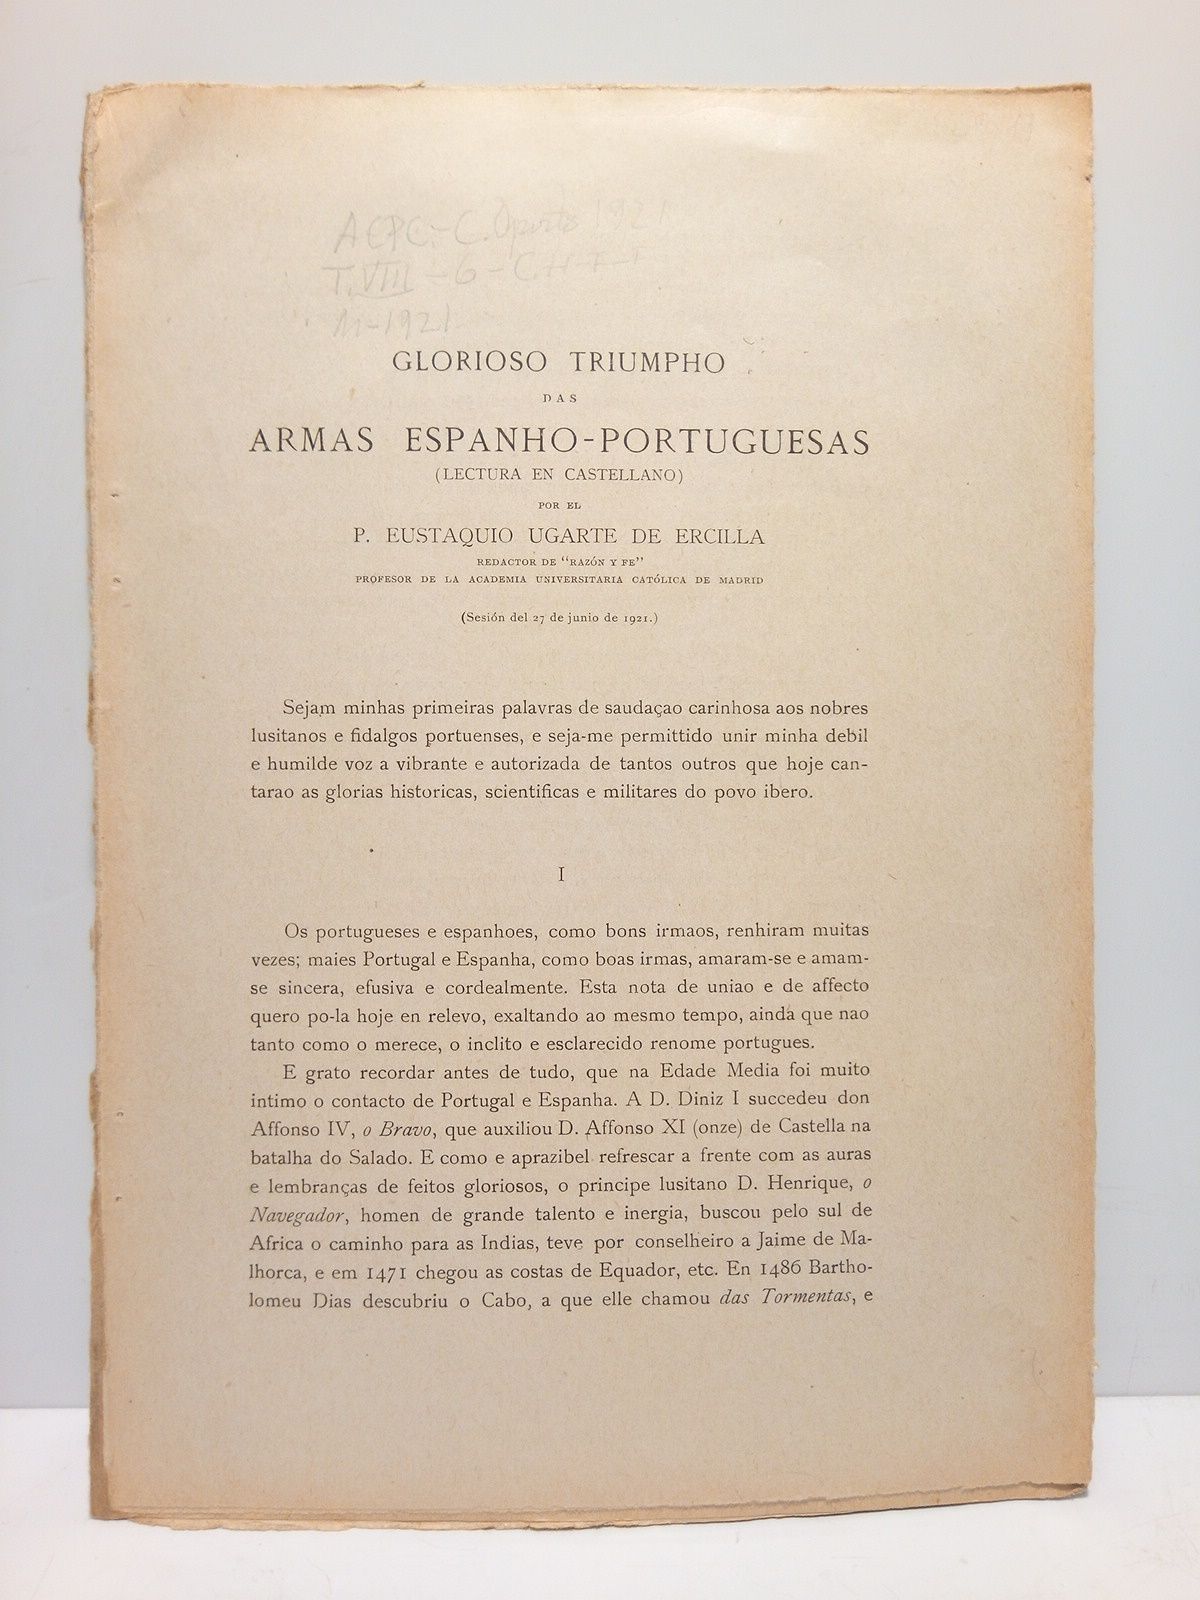 C. Oporto 1921
T. VIII - 6 -
1921
GLORIOSO TRIUMPHO
DAS
ARMAS ESPANHO-PORTUGUESAS
(LECTURA EN CASTELLANO)
POR EL
P. EUSTAQUIO UGARTE DE ERCILLA
REDACTOR DE "RAZÓN Y FE"
PROFESOR DE LA ACADEMIA UNIVERSITARIA CATÓLICA DE MADRID
(Sesión del 27 de junio de 1921.)
Sejam minhas primeiras palavras de saudaçao carinhosa aos nobres
lusitanos e fidalgos portuenses, e seja-me permittido unir minha debil
e humilde voz a vibrante e autorizada de tantos outros que hoje can-
tarao as glorias historicas, scientificas e militares do povo ibero.
I
Os portugueses e espanhoes, como bons irmaos, renhiram muitas
vezes; maies Portugal e Espanha, como boas irmas, amaram-se e amam-
se sincera, efusiva e cordealmente. Esta nota de uniao e de affecto
quero po-la hoje en relevo, exaltando ao mesmo tempo, ainda que nao
tanto como o merece, o inclito e esclarecido renome portugues.
E grato recordar antes de tudo, que na Edade Media foi muito
intimo o contacto de Portugal e Espanha. A D. Diniz I succedeu don
Affonso IV, o Bravo, que auxiliou D. Affonso XI (onze) de Castella na
batalha do Salado. E como e aprazibel refrescar a frente com as auras
e lembranças de feitos gloriosos, o principe lusitano D. Henrique, o
Navegador, homen de grande talento e inergia, buscou pelo sul de
Africa o caminho para as Indias, teve por conselheiro a Jaime de Ma-
lhorca, e em 1471 chegou as costas de Equador, etc. En 1486 Bartho-
lomeu Dias descubriu o Cabo, a que elle chamou das Tormentas, e